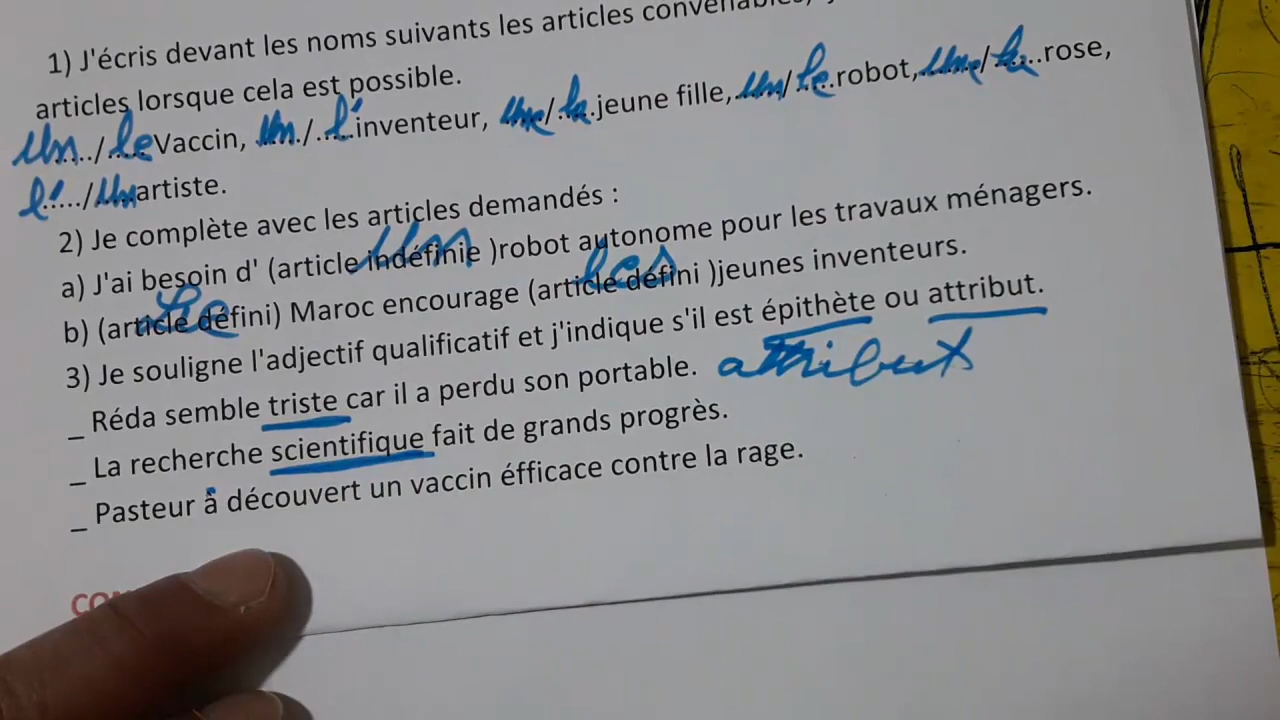 1) J'écris devant les noms suivants les articles convenables,
articles lorsque cela est possible.
un..../le Vaccin, un../..l'..inventeur, une/.la.jeune fille, un/le.robot, une/la..rose,
l'..../un artiste.
2) Je complète avec les articles demandés :
a) J'ai besoin d' (article indéfinie )robot autonome pour les travaux ménagers. un
b) (article défini) Maroc encourage (article défini )jeunes inventeurs. Le les
3) Je souligne l'adjectif qualificatif et j'indique s'il est épithète ou attribut.
_ Réda semble triste car il a perdu son portable. attribut
_ La recherche scientifique fait de grands progrès.
_ Pasteur à découvert un vaccin éfficace contre la rage.